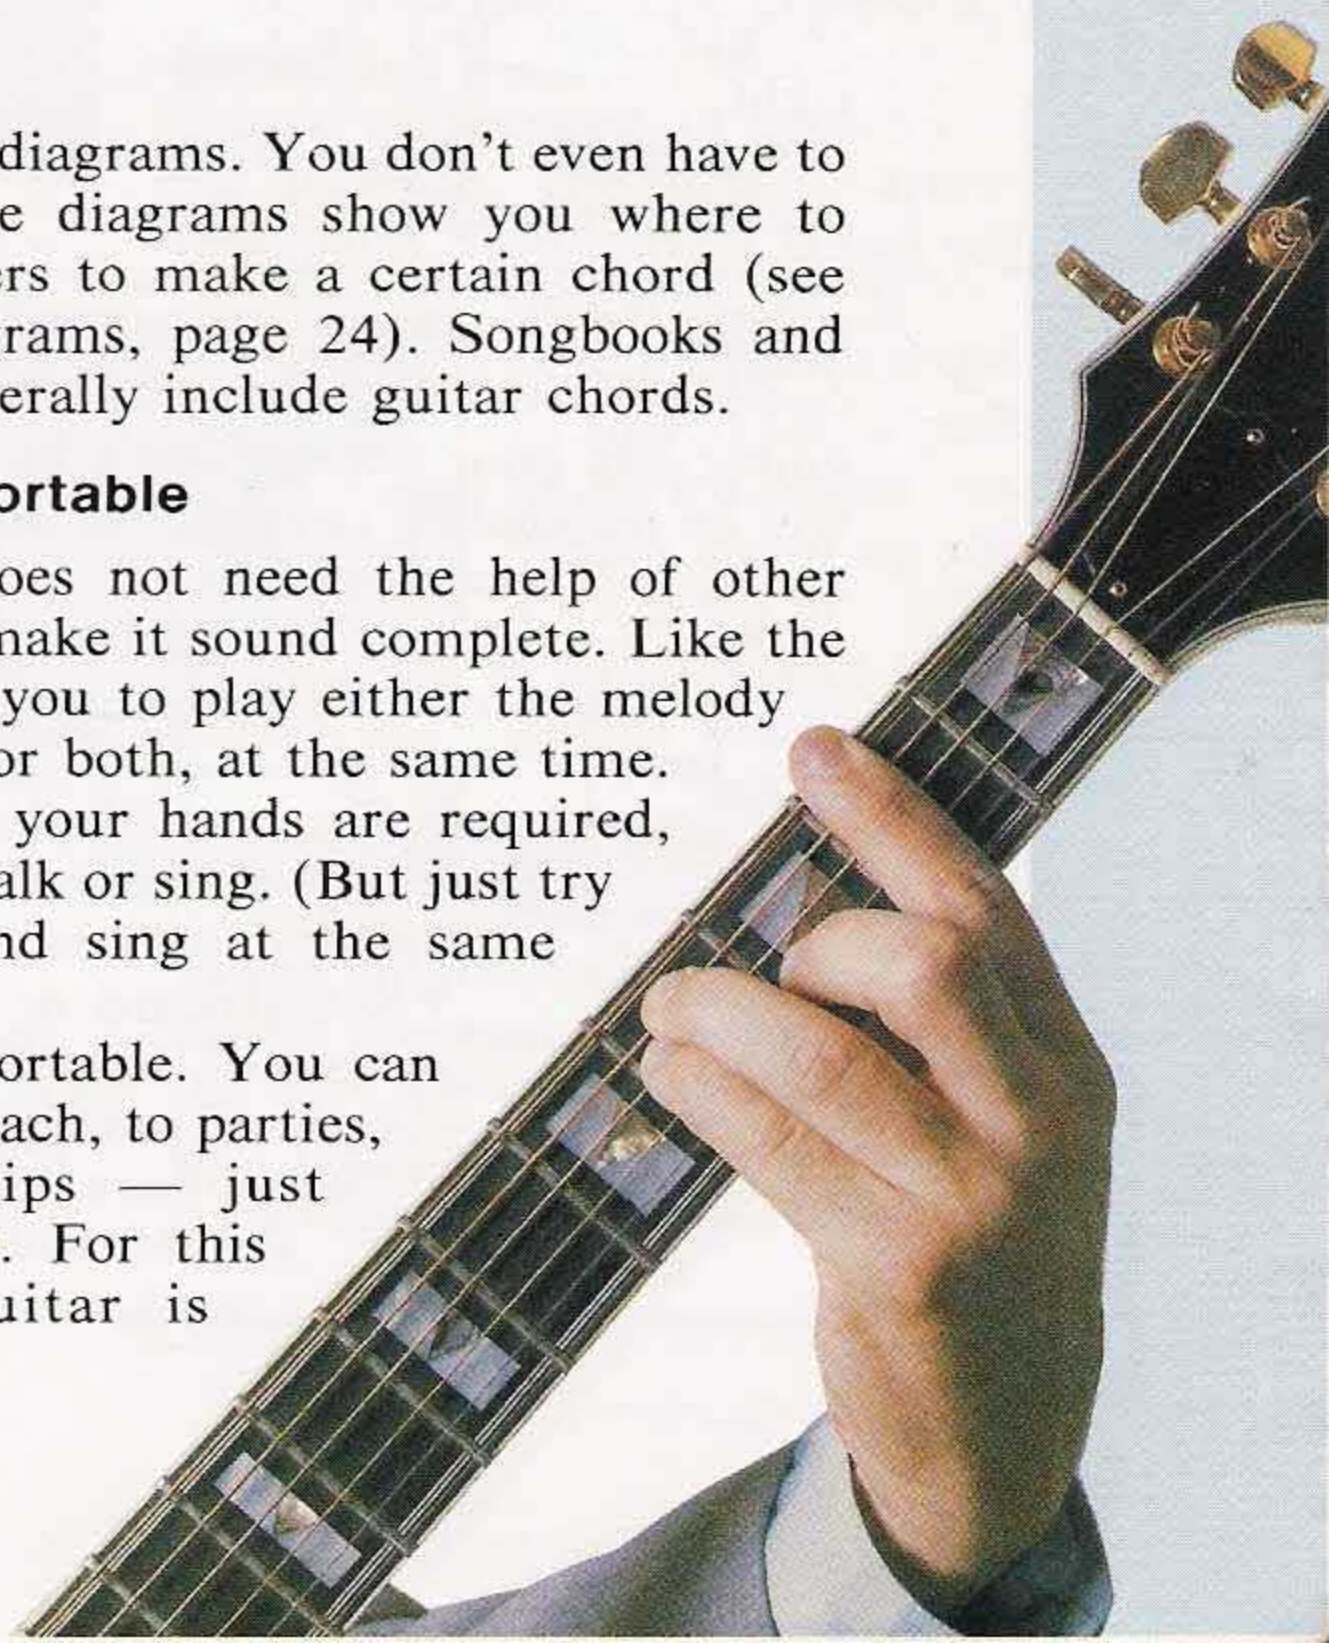 diagrams. You don't even have to
e diagrams show you where to
ers to make a certain chord (see
rams, page 24). Songbooks and
erally include guitar chords.
ortable
oes not need the help of other
make it sound complete. Like the
you to play either the melody
or both, at the same time.
your hands are required,
alk or sing. (But just try
nd sing at the same
ortable. You can
ach, to parties,
ips — just
. For this
uitar is